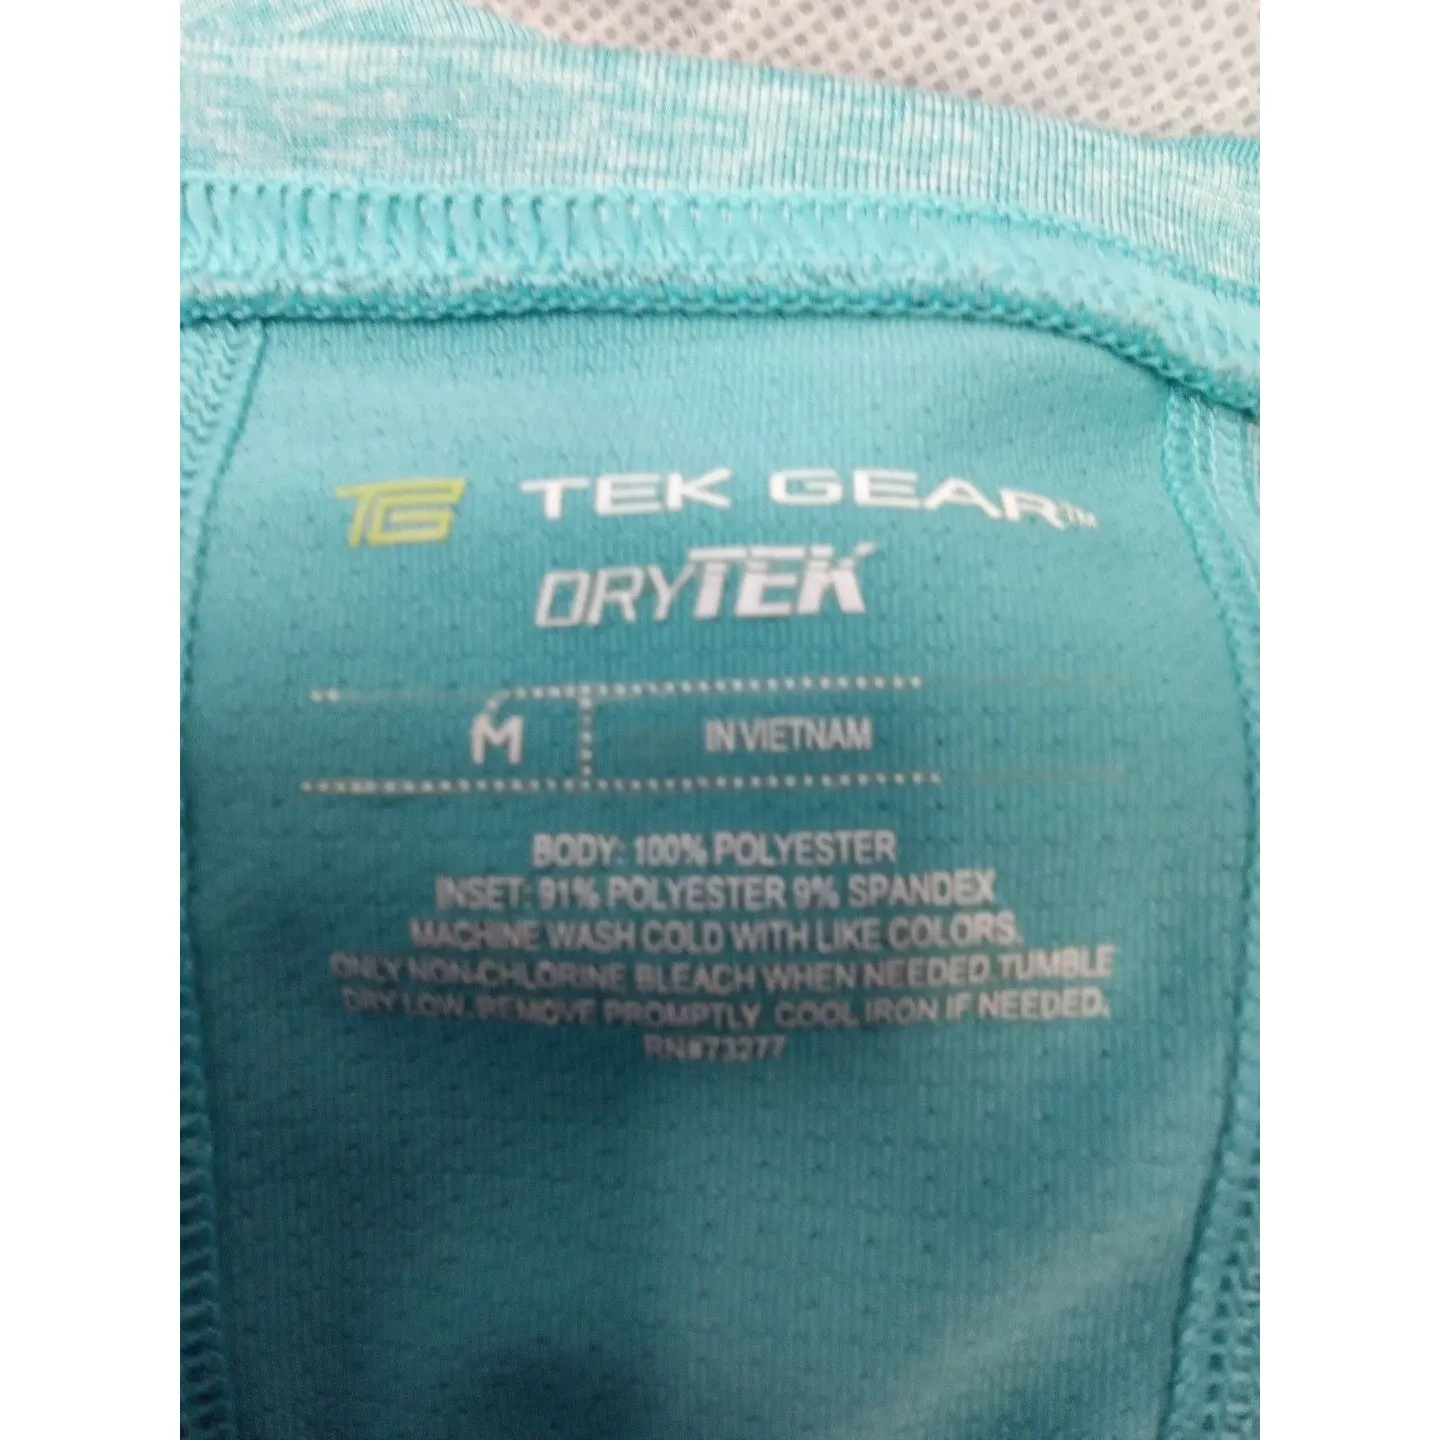 TG TEK GEAR™
DRYTEK
M IN VIETNAM
BODY: 100% POLYESTER
INSET: 91% POLYESTER 9% SPANDEX
MACHINE WASH COLD WITH LIKE COLORS.
ONLY NON-CHLORINE BLEACH WHEN NEEDED.TUMBLE
DRY LOW. REMOVE PROMPTLY. COOL IRON IF NEEDED.
RN#73277